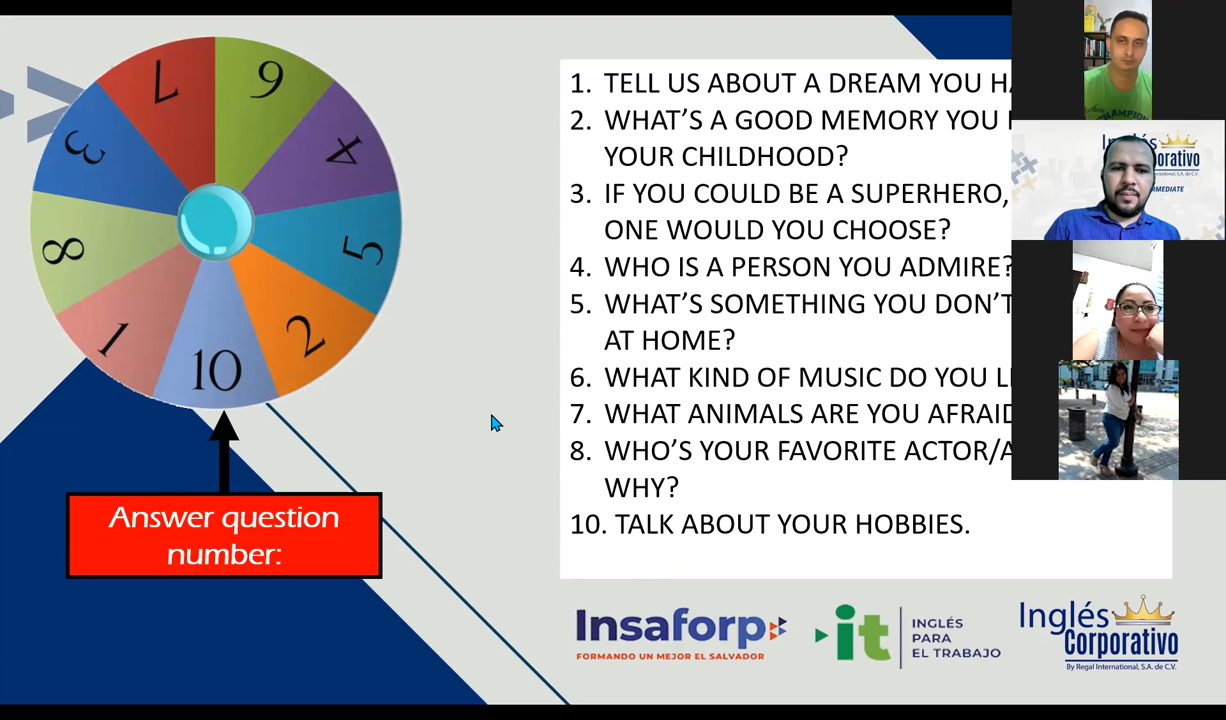 7
6
3
4
8
5
1
10
2
Answer question
number:
1. TELL US ABOUT A DREAM YOU
2. WHAT'S A GOOD MEMORY YOU
YOUR CHILDHOOD?
3. IF YOU COULD BE A SUPERHERO,
ONE WOULD YOU CHOOSE?
4. WHO IS A PERSON YOU ADMIRE?
5. WHAT'S SOMETHING YOU DON'T
AT HOME?
6. WHAT KIND OF MUSIC DO YOU
7. WHAT ANIMALS ARE YOU
8. WHO'S YOUR FAVORITE ACTOR/
WHY?
10. TALK ABOUT YOUR HOBBIES.
Insaforp
FORMANDO UN MEJOR EL SALVADOR
it
INGLÉS
PARA
EL TRABAJO
Inglés
Corporativo
By Regal International, S.A. de C.V.